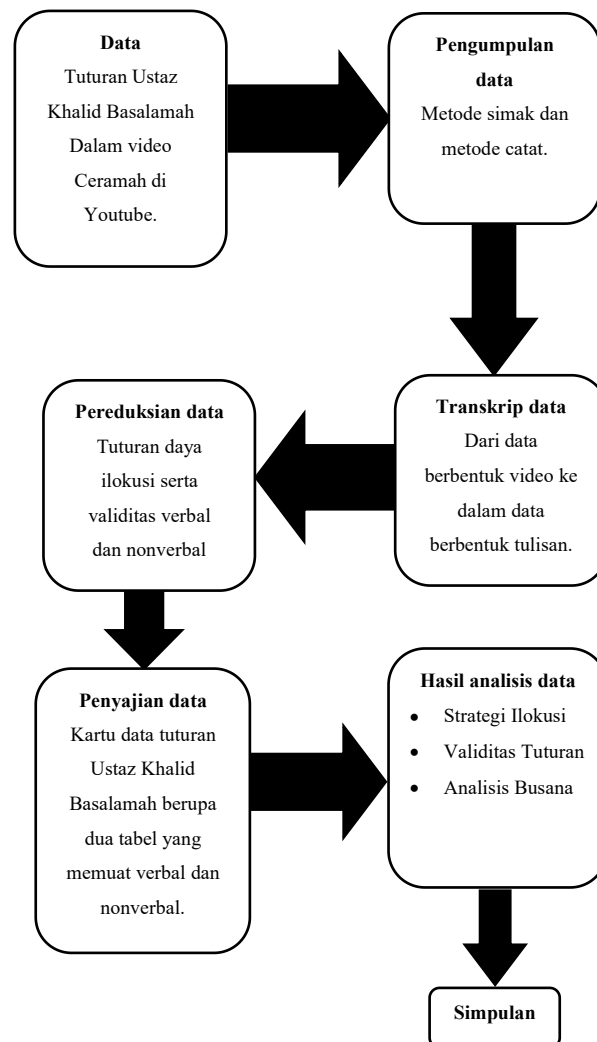 Data
Tuturan Ustaz
Khalid Basalamah
Dalam video
Ceramah di
Youtube.
Pengumpulan
data
Metode simak dan
metode catat.
Transkrip data
Dari data
berbentuk video ke
dalam data
berbentuk tulisan.
Pereduksian data
Tuturan daya
ilokusi serta
validitas verbal
dan nonverbal
Penyajian data
Kartu data tuturan
Ustaz Khalid
Basalamah berupa
dua tabel yang
memuat verbal dan
nonverbal.
Hasil analisis data
• Strategi Ilokusi
• Validitas Tuturan
• Analisis Busana
Simpulan